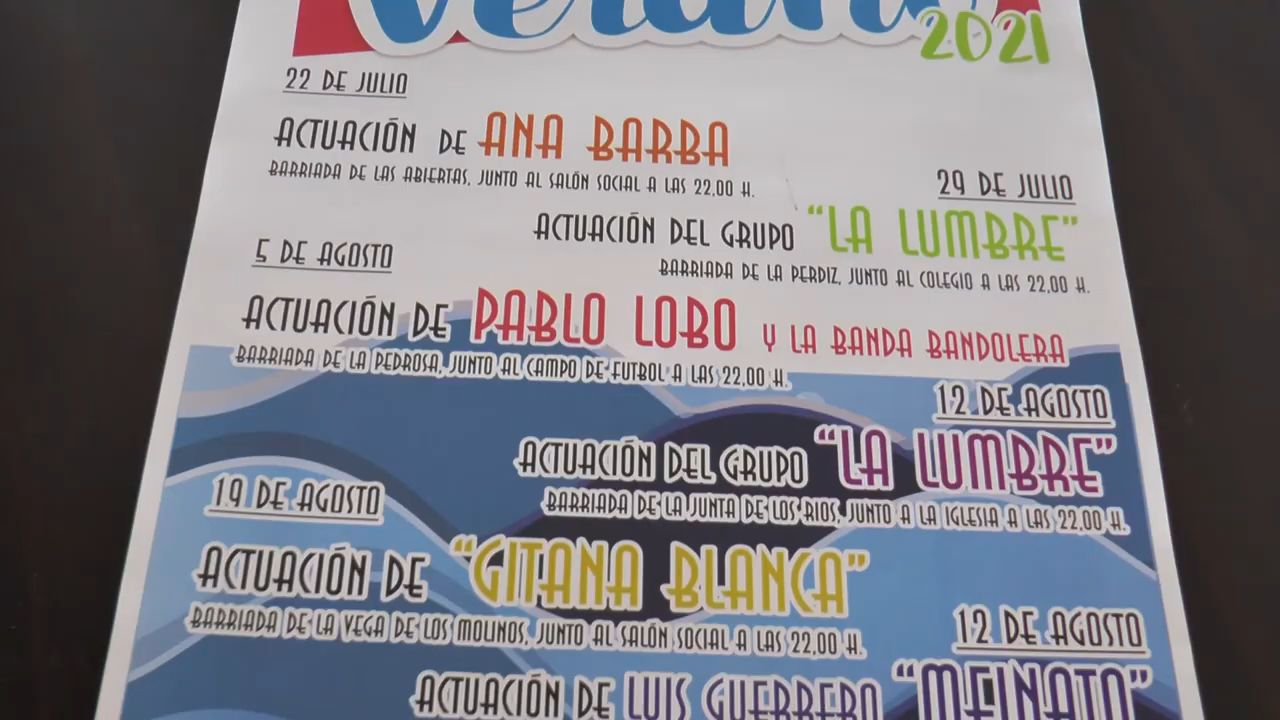 Verano
2021
22 DE JULIO
ACTUACIÓN DE ANA BARBA
BARRIADA DE LAS ABIERTAS, JUNTO AL SALÓN SOCIAL A LAS 22,00 H.
29 DE JULIO
ACTUACIÓN DEL GRUPO "LA LUMBRE"
BARRIADA DE LA PERDIZ, JUNTO AL COLEGIO A LAS 22,00 H.
5 DE AGOSTO
ACTUACIÓN DE PABLO LOBO Y LA BANDA BANDOLERA
BARRIADA DE LA PEDROSA, JUNTO AL CAMPO DE FUTBOL A LAS 22,00 H.
12 DE AGOSTO
ACTUACIÓN DEL GRUPO "LA LUMBRE"
BARRIADA DE LA JUNTA DE LOS RIOS, JUNTO A LA IGLESIA A LAS 22,00 H.
19 DE AGOSTO
ACTUACIÓN DE "GITANA BLANCA"
BARRIADA DE LA VEGA DE LOS MOLINOS, JUNTO AL SALÓN SOCIAL A LAS 22,00 H.
12 DE AGOSTO
ACTUACIÓN DE LUIS GUERRERO "MEINATO"